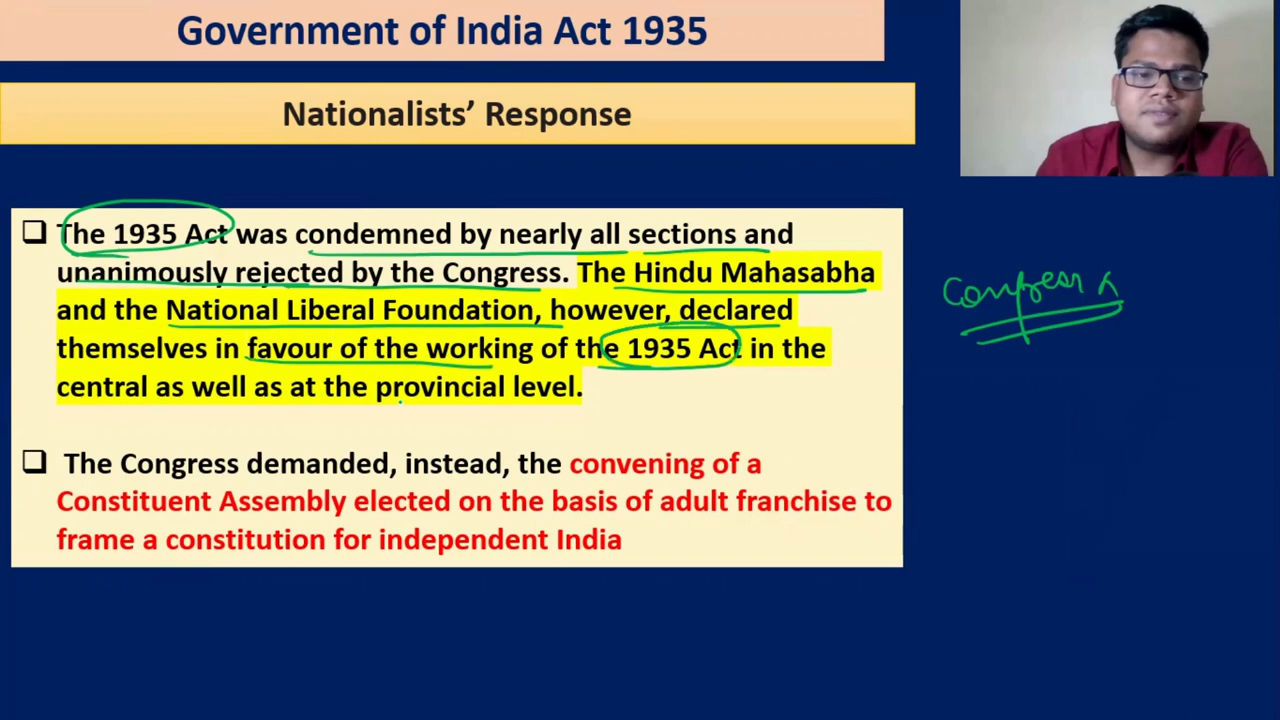 Government of India Act 1935
Nationalists' Response
The 1935 Act was condemned by nearly all sections and
unanimously rejected by the Congress. The Hindu Mahasabha
and the National Liberal Foundation, however, declared
themselves in favour of the working of the 1935 Act in the
central as well as at the provincial level.
Congress x
The Congress demanded, instead, the convening of a
Constituent Assembly elected on the basis of adult franchise to
frame a constitution for independent India